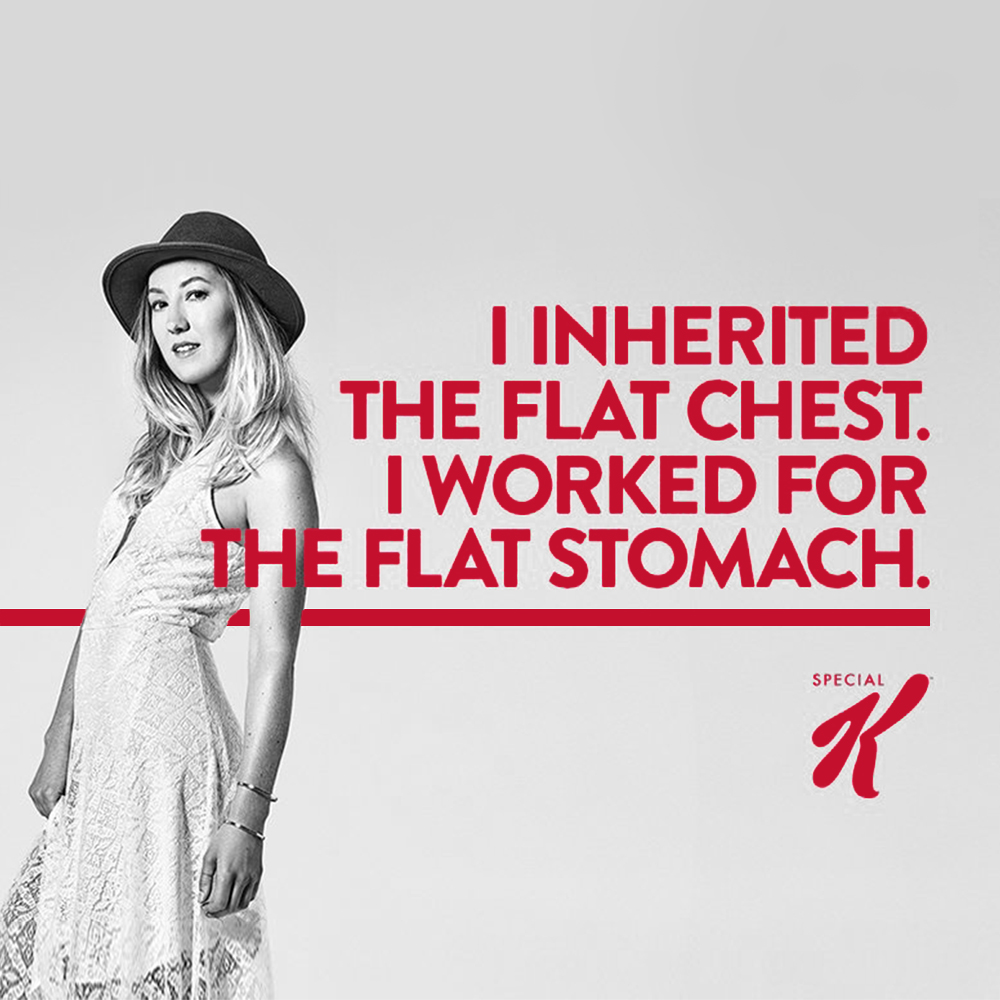 I INHERITED
THE FLAT CHEST.
I WORKED FOR
THE FLAT STOMACH.
SPECIAL
K